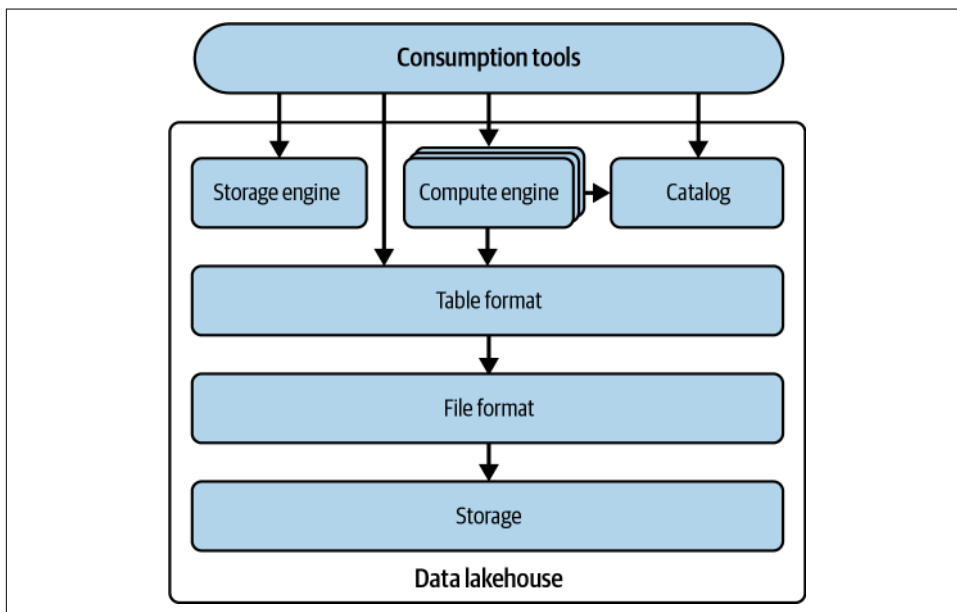 Consumption tools
Storage engine
Compute engine
Catalog
Table format
File format
Storage
Data lakehouse